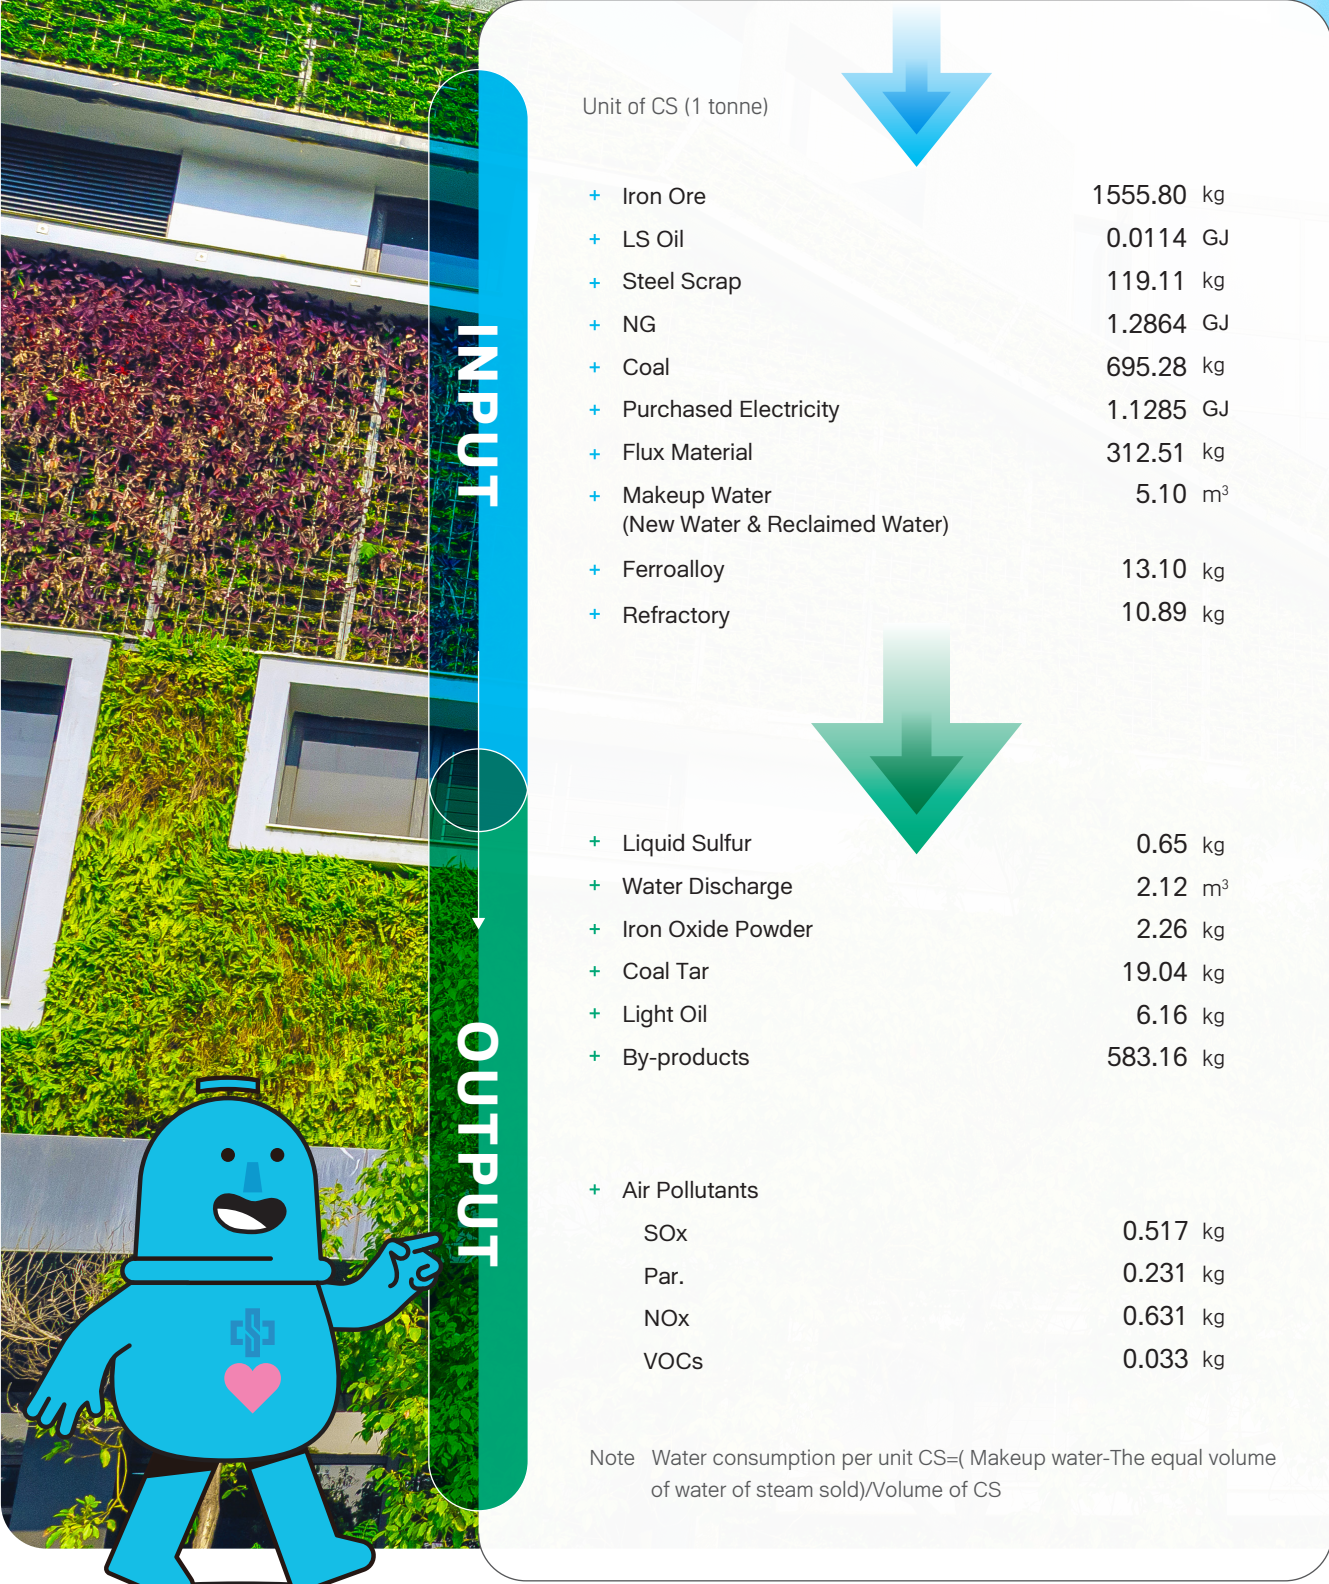 Unit of CS (1 tonne)
INPUT
+ Iron Ore 1555.80 kg
+ LS Oil 0.0114 GJ
+ Steel Scrap 119.11 kg
+ NG 1.2864 GJ
+ Coal 695.28 kg
+ Purchased Electricity 1.1285 GJ
+ Flux Material 312.51 kg
+ Makeup Water 5.10 m³
(New Water & Reclaimed Water)
+ Ferroalloy 13.10 kg
+ Refractory 10.89 kg
OUTPUT
+ Liquid Sulfur 0.65 kg
+ Water Discharge 2.12 m³
+ Iron Oxide Powder 2.26 kg
+ Coal Tar 19.04 kg
+ Light Oil 6.16 kg
+ By-products 583.16 kg
+ Air Pollutants
SOx 0.517 kg
Par. 0.231 kg
NOx 0.631 kg
VOCs 0.033 kg
Note Water consumption per unit CS=( Makeup water-The equal volume
of water of steam sold)/Volume of CS